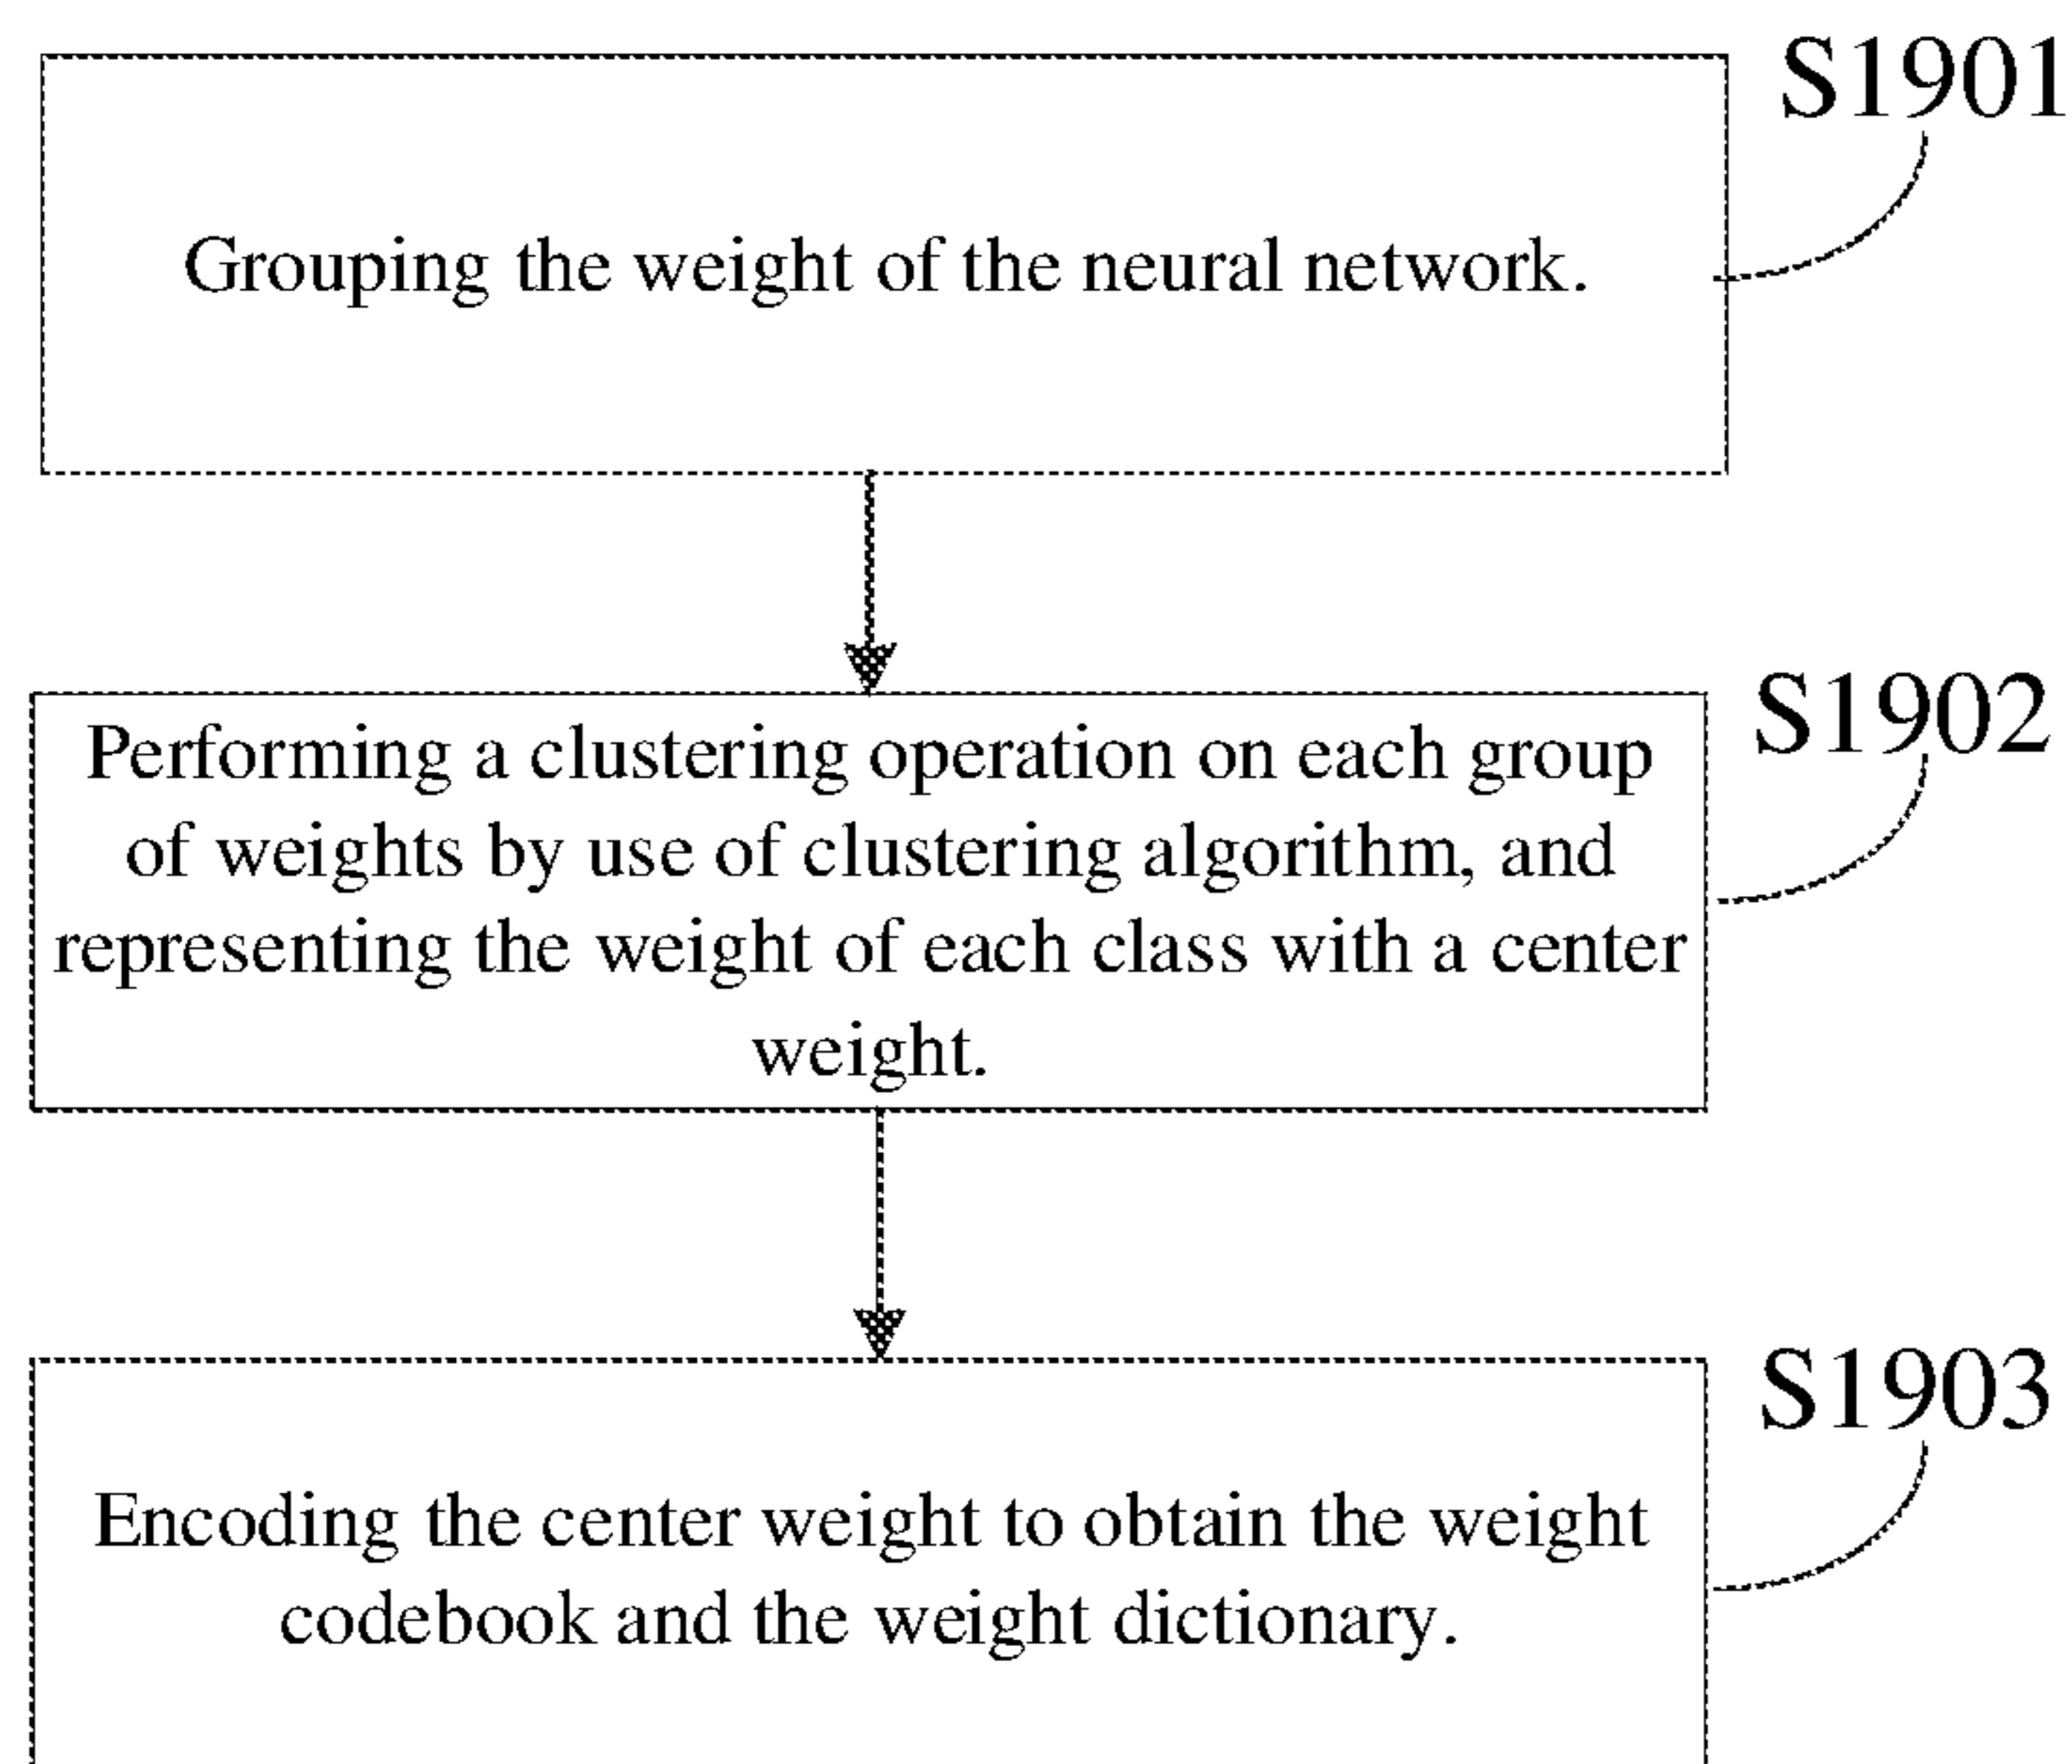 S1901
Grouping the weight of the neural network.
S1902
Performing a clustering operation on each group
of weights by use of clustering algorithm, and
representing the weight of each class with a center
weight.
S1903
Encoding the center weight to obtain the weight
codebook and the weight dictionary.